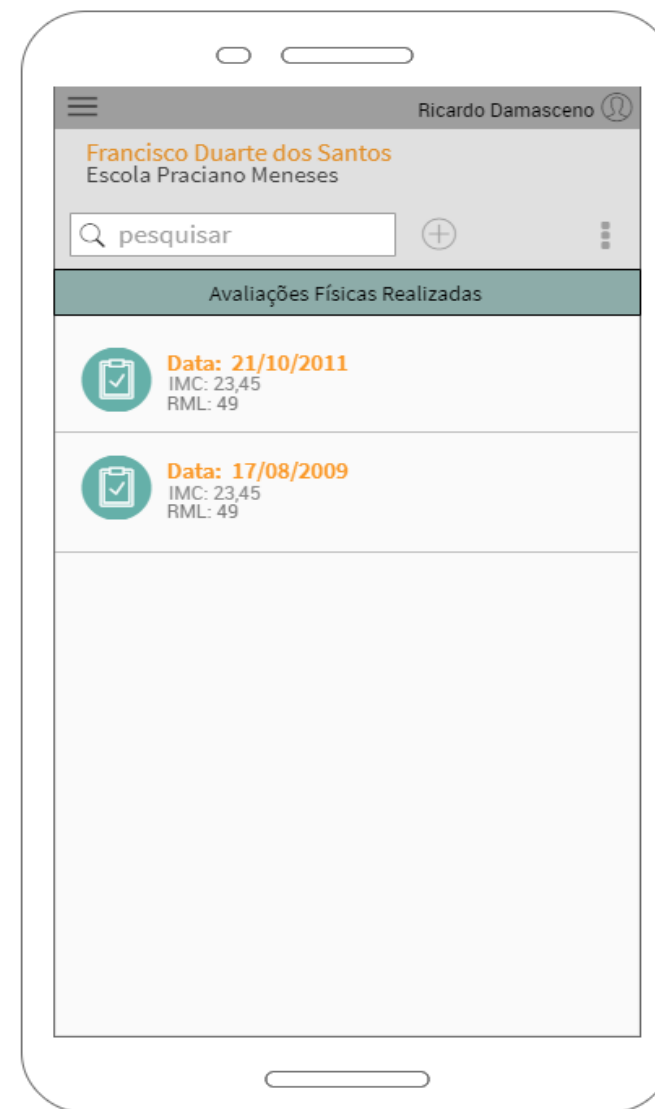 Ricardo Damasceno
Francisco Duarte dos Santos
Escola Praciano Meneses
pesquisar
Avaliações Físicas Realizadas
Data: 21/10/2011
IMC: 23,45
RML: 49
Data: 17/08/2009
IMC: 23,45
RML: 49